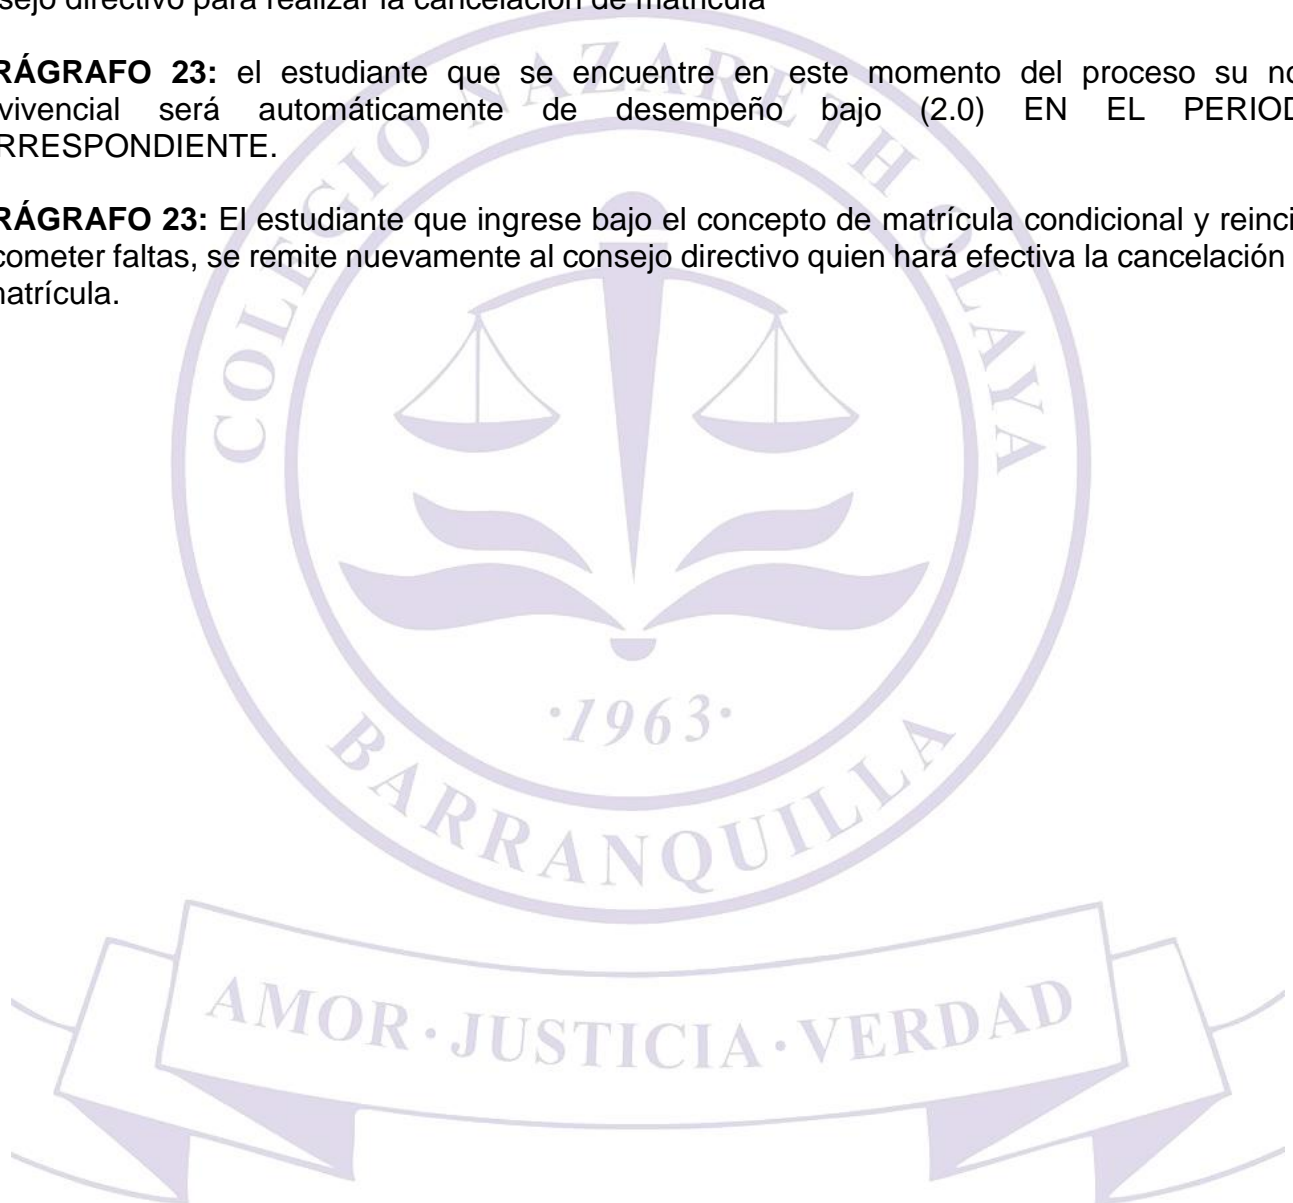 sejo directivo para realizar la cancelación de matrícula
RÁGRAFO 23: el estudiante que se encuentre en este momento del proceso su no
vivencial será automáticamente de desempeño bajo (2.0) EN EL PERIOD
RRESPONDIENTE.
RÁGRAFO 23: El estudiante que ingrese bajo el concepto de matrícula condicional y reinci
cometer faltas, se remite nuevamente al consejo directivo quien hará efectiva la cancelación
natrícula.
COLEGIO NAZARETH OLAYA
·1963·
BARRANQUILLA
AMOR · JUSTICIA · VERDAD